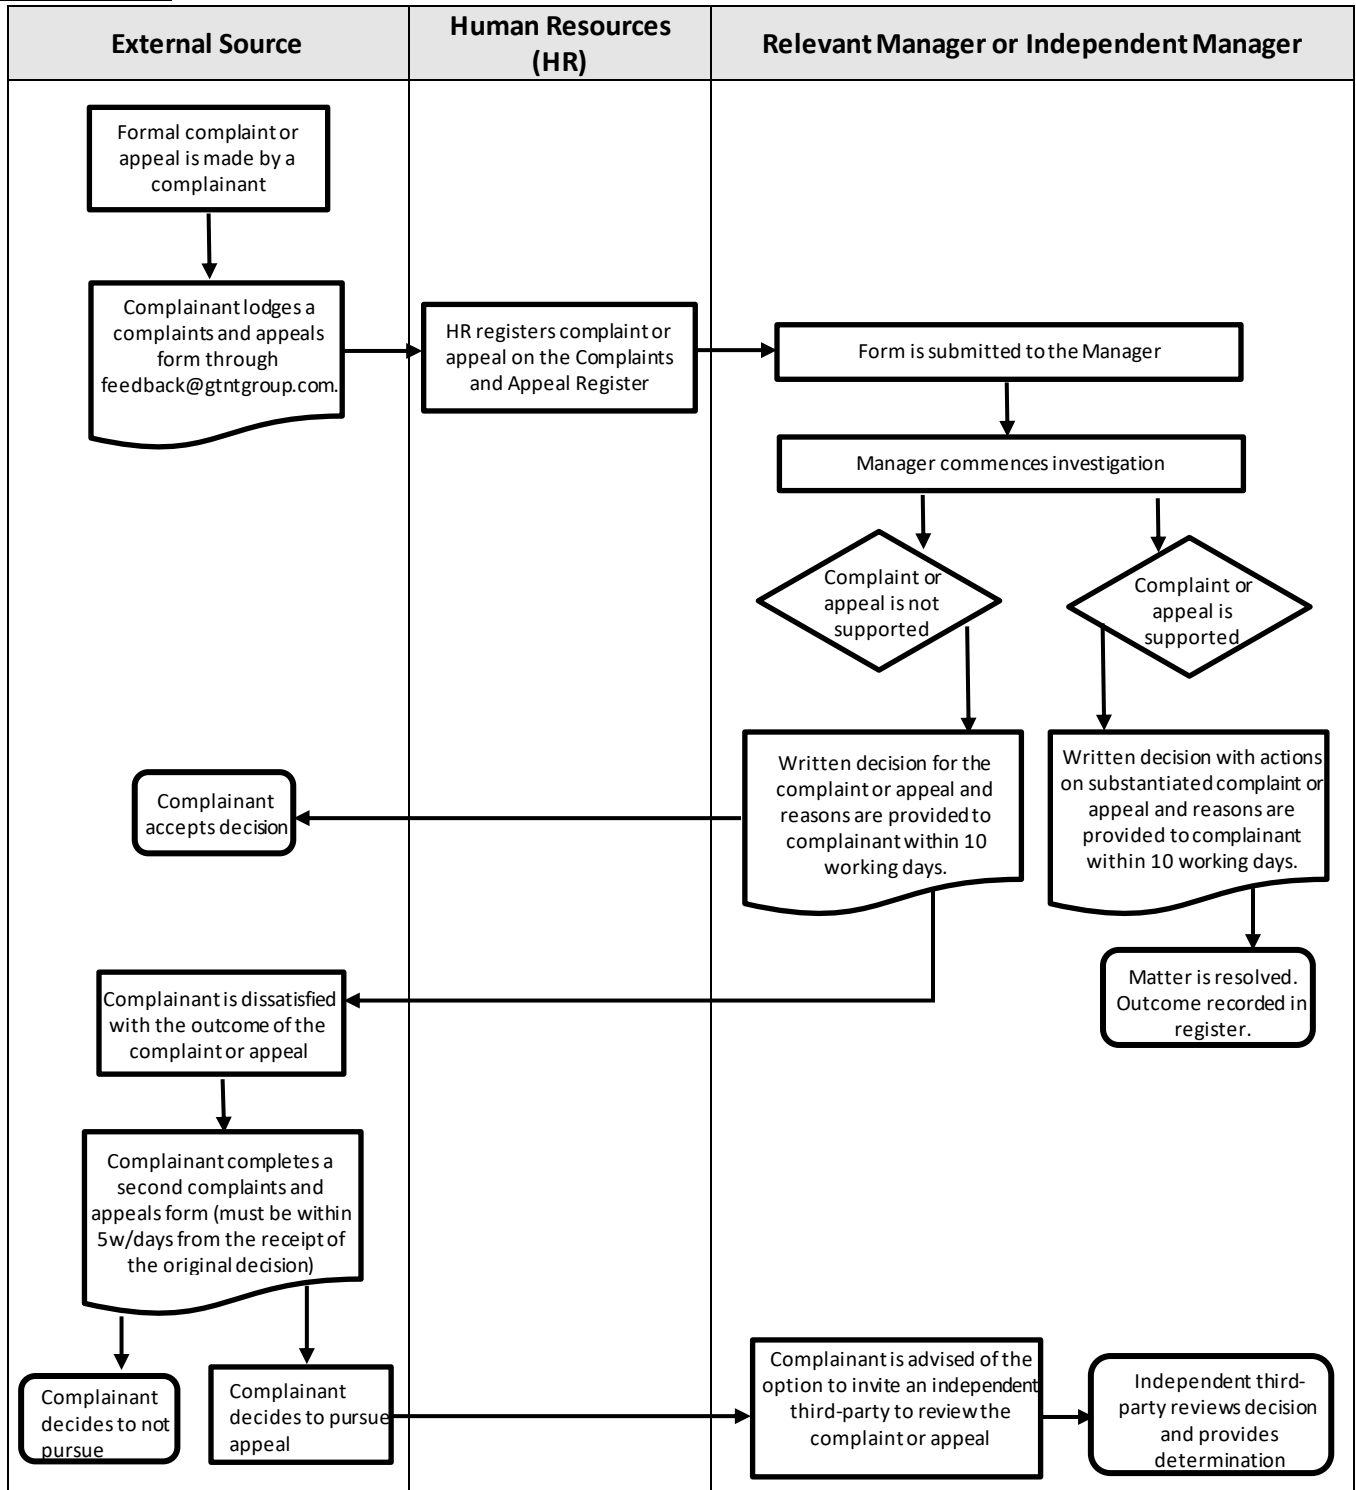 External Source
Human Resources
(HR)
Relevant Manager or Independent Manager
Formal complaint or
appeal is made by a
complainant
Complainant lodges a
complaints and appeals
form through
feedback@gtntgroup.com.
HR registers complaint or
appeal on the Complaints
and Appeal Register
Form is submitted to the Manager
Manager commences investigation
Complaint or
appeal is not
supported
Complaint or
appeal is
supported
Written decision for the
complaint or appeal and
reasons are provided to
complainant within 10
working days.
Written decision with actions
on substantiated complaint or
appeal and reasons are
provided to complainant
within 10 working days.
Complainant
accepts decision
Matter is resolved.
Outcome recorded in
register.
Complainant is dissatisfied
with the outcome of the
complaint or appeal
Complainant completes a
second complaints and
appeals form (must be within
5w/days from the receipt of
the original decision)
Complainant
decides to not
pursue
Complainant
decides to pursue
appeal
Complainant is advised of the
option to invite an independent
third-party to review the
complaint or appeal
Independent third-
party reviews decision
and provides
determination